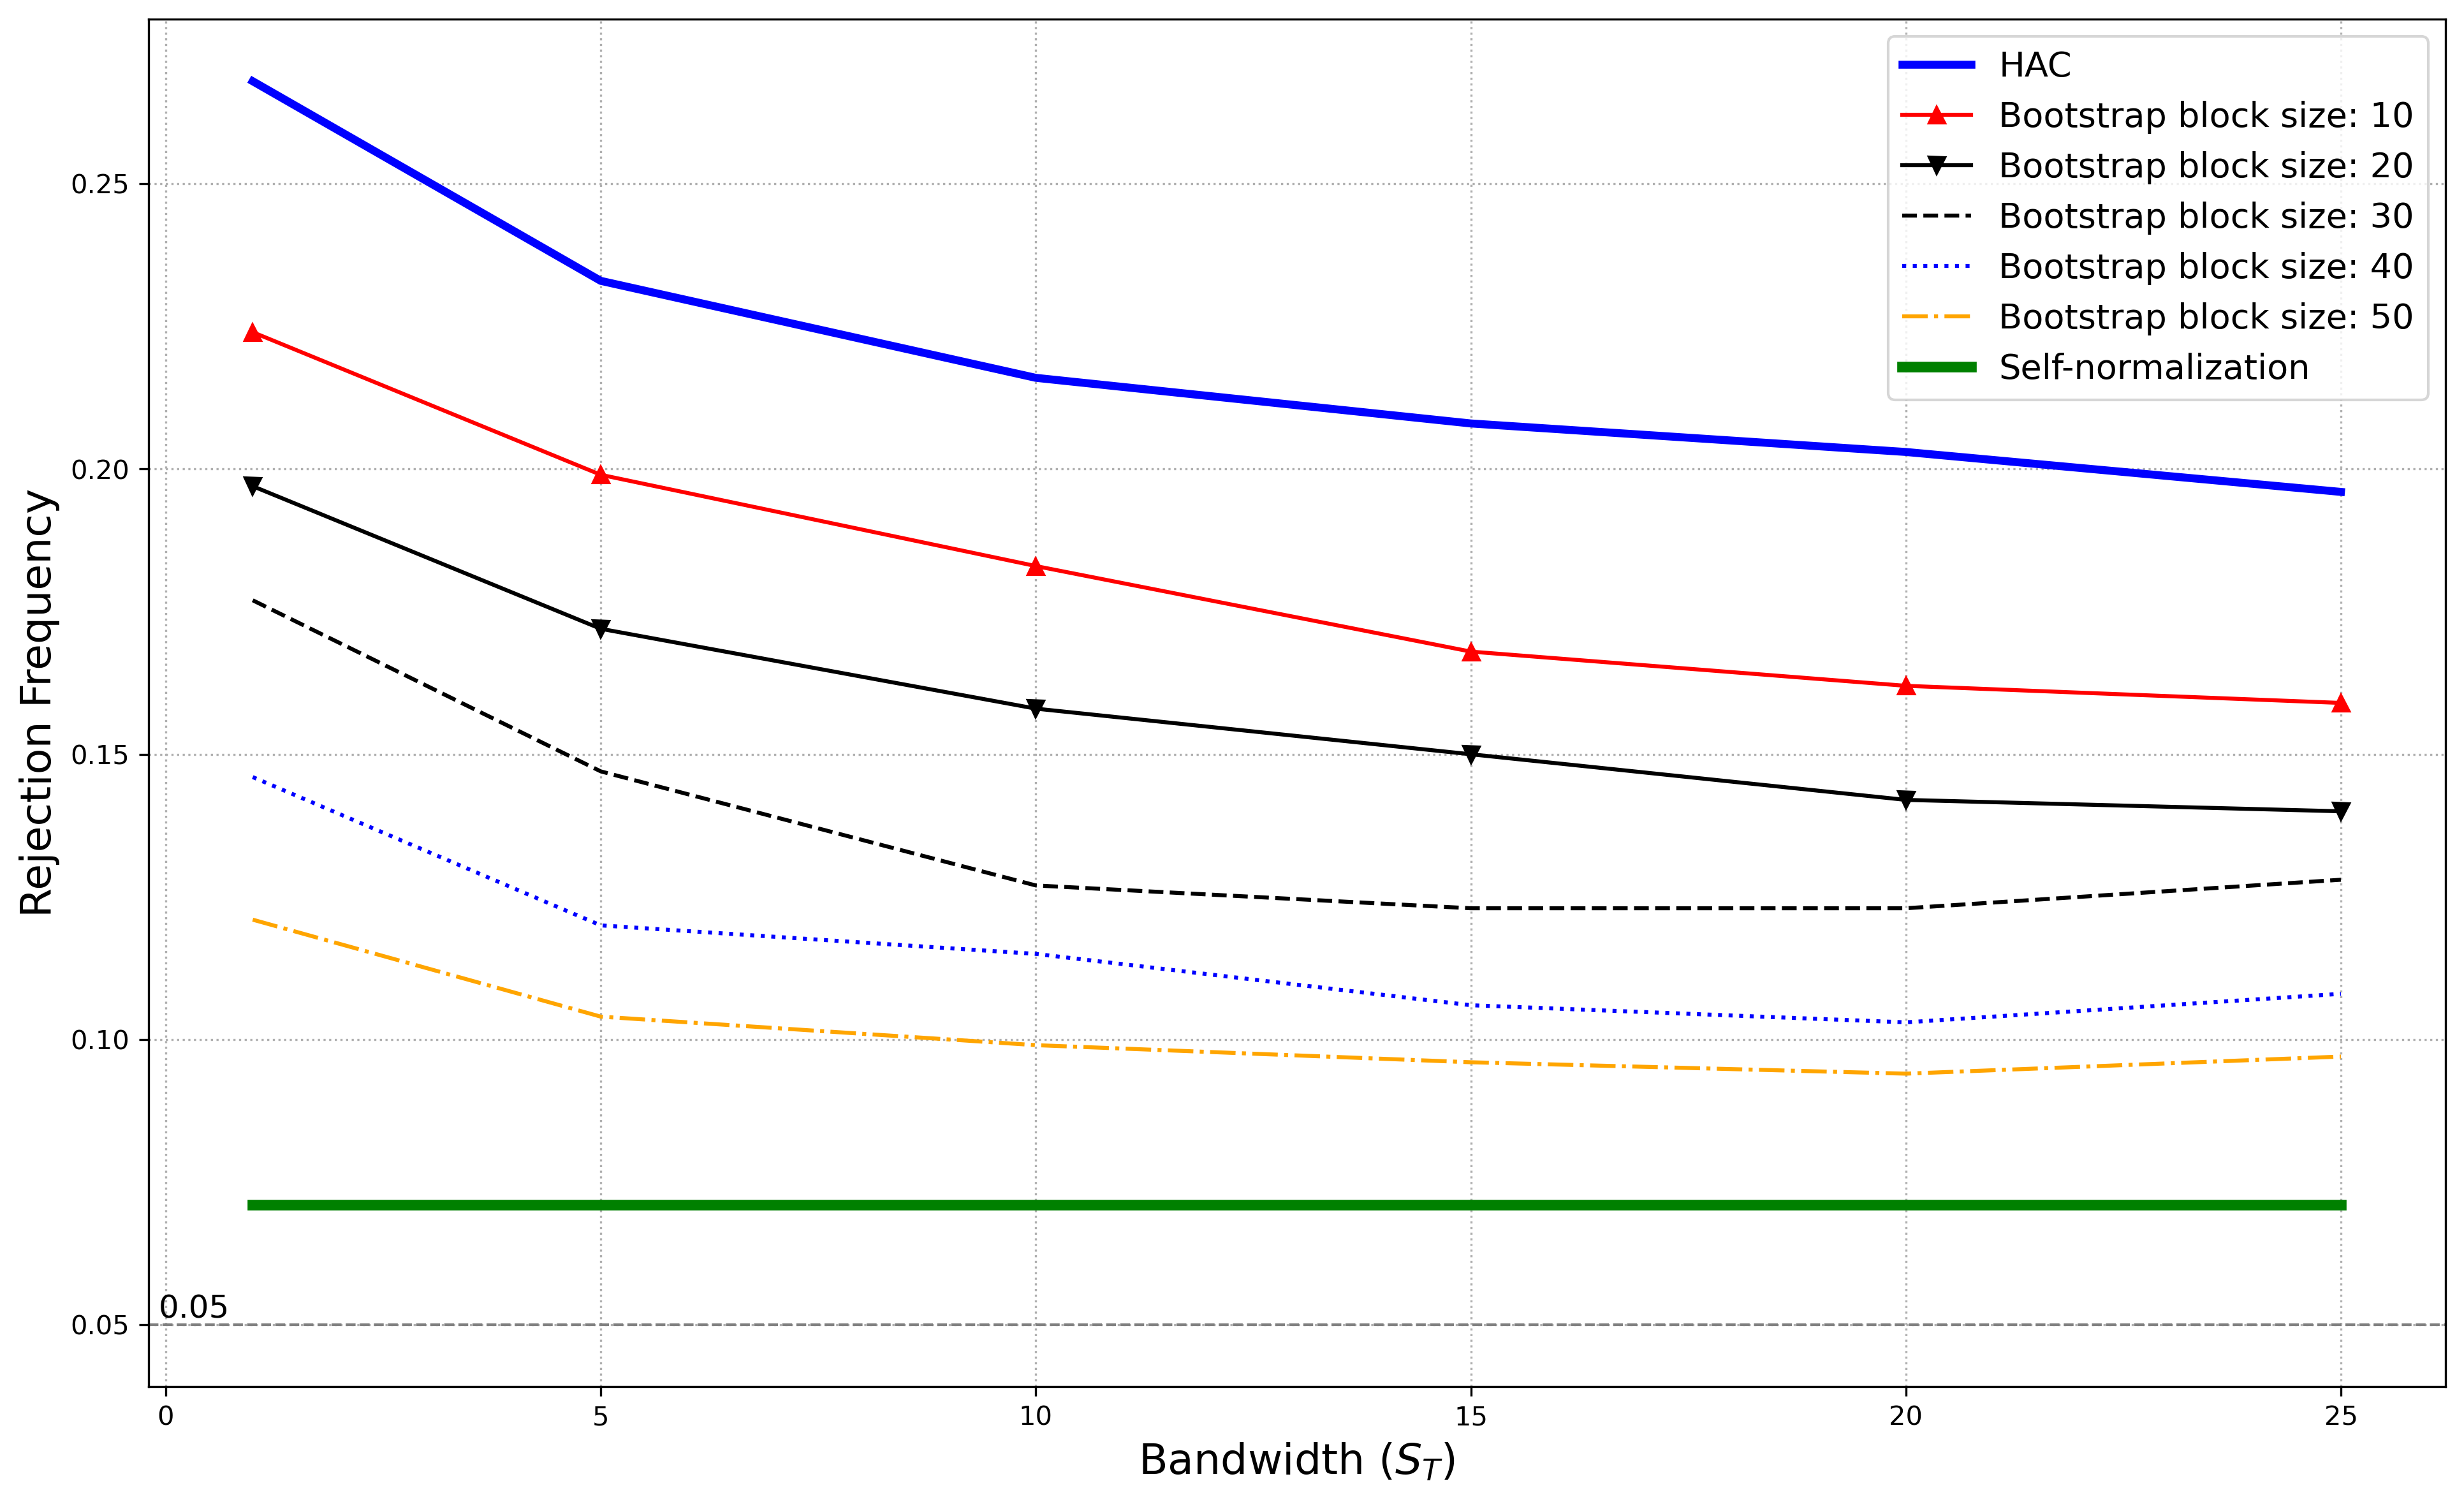 HAC
Bootstrap block size: 10
Bootstrap block size: 20
Bootstrap block size: 30
Bootstrap block size: 40
Bootstrap block size: 50
Self-normalization
Rejection Frequency
0.25
0.20
0.15
0.10
0.05
0.05
0 5 10 15 20 25
Bandwidth (S_T)